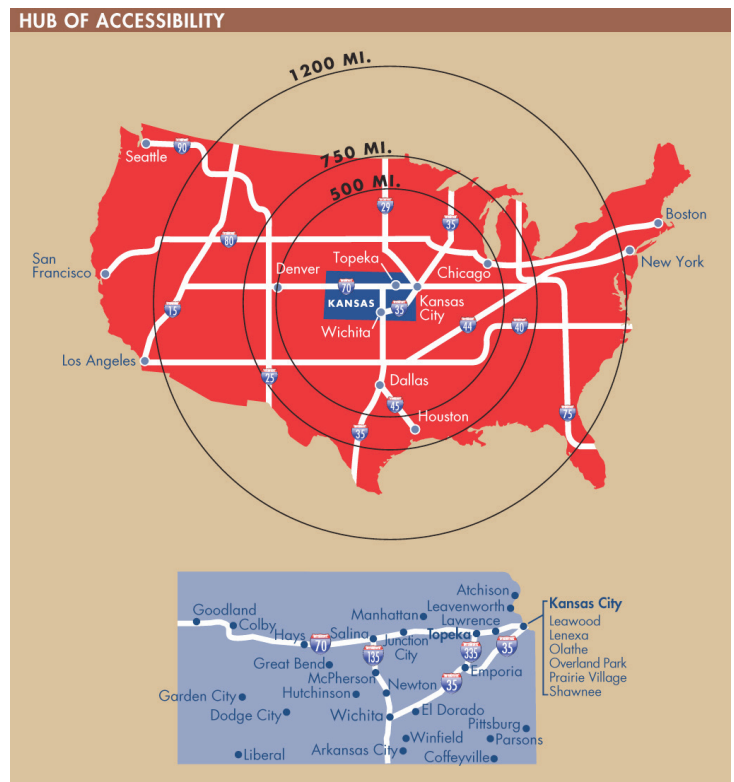 HUB OF ACCESSIBILITY
1200 MI.
750 MI.
500 MI.
Seattle
90
29
35
Boston
80
New York
San
Francisco
Denver
Topeka
Chicago
70
KANSAS
35
Kansas
City
15
Wichita
44
40
Los Angeles
25
Dallas
45
Houston
35
75
Atchison
Leavenworth
Kansas City
Goodland
Manhattan
Lawrence
Leawood
Colby
Hays
70
Salina
Junction
City
Topeka
Lenexa
Olathe
Overland Park
Prairie Village
Shawnee
135
335
35
Great Bend
McPherson
Emporia
Garden City
Hutchinson
Newton
35
Dodge City
Wichita
El Dorado
Pittsburg
Winfield
Parsons
Liberal
Arkansas City
Coffeyville